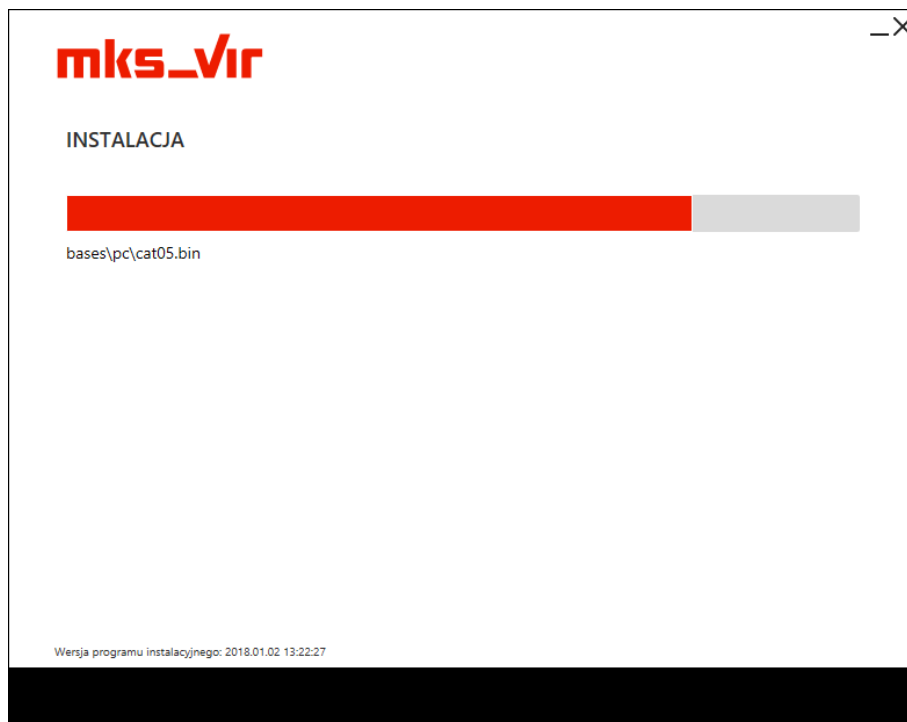 mks_vir
INSTALACJA
bases\pc\cat05.bin
Wersja programu instalacyjnego: 2018.01.02 13:22:27